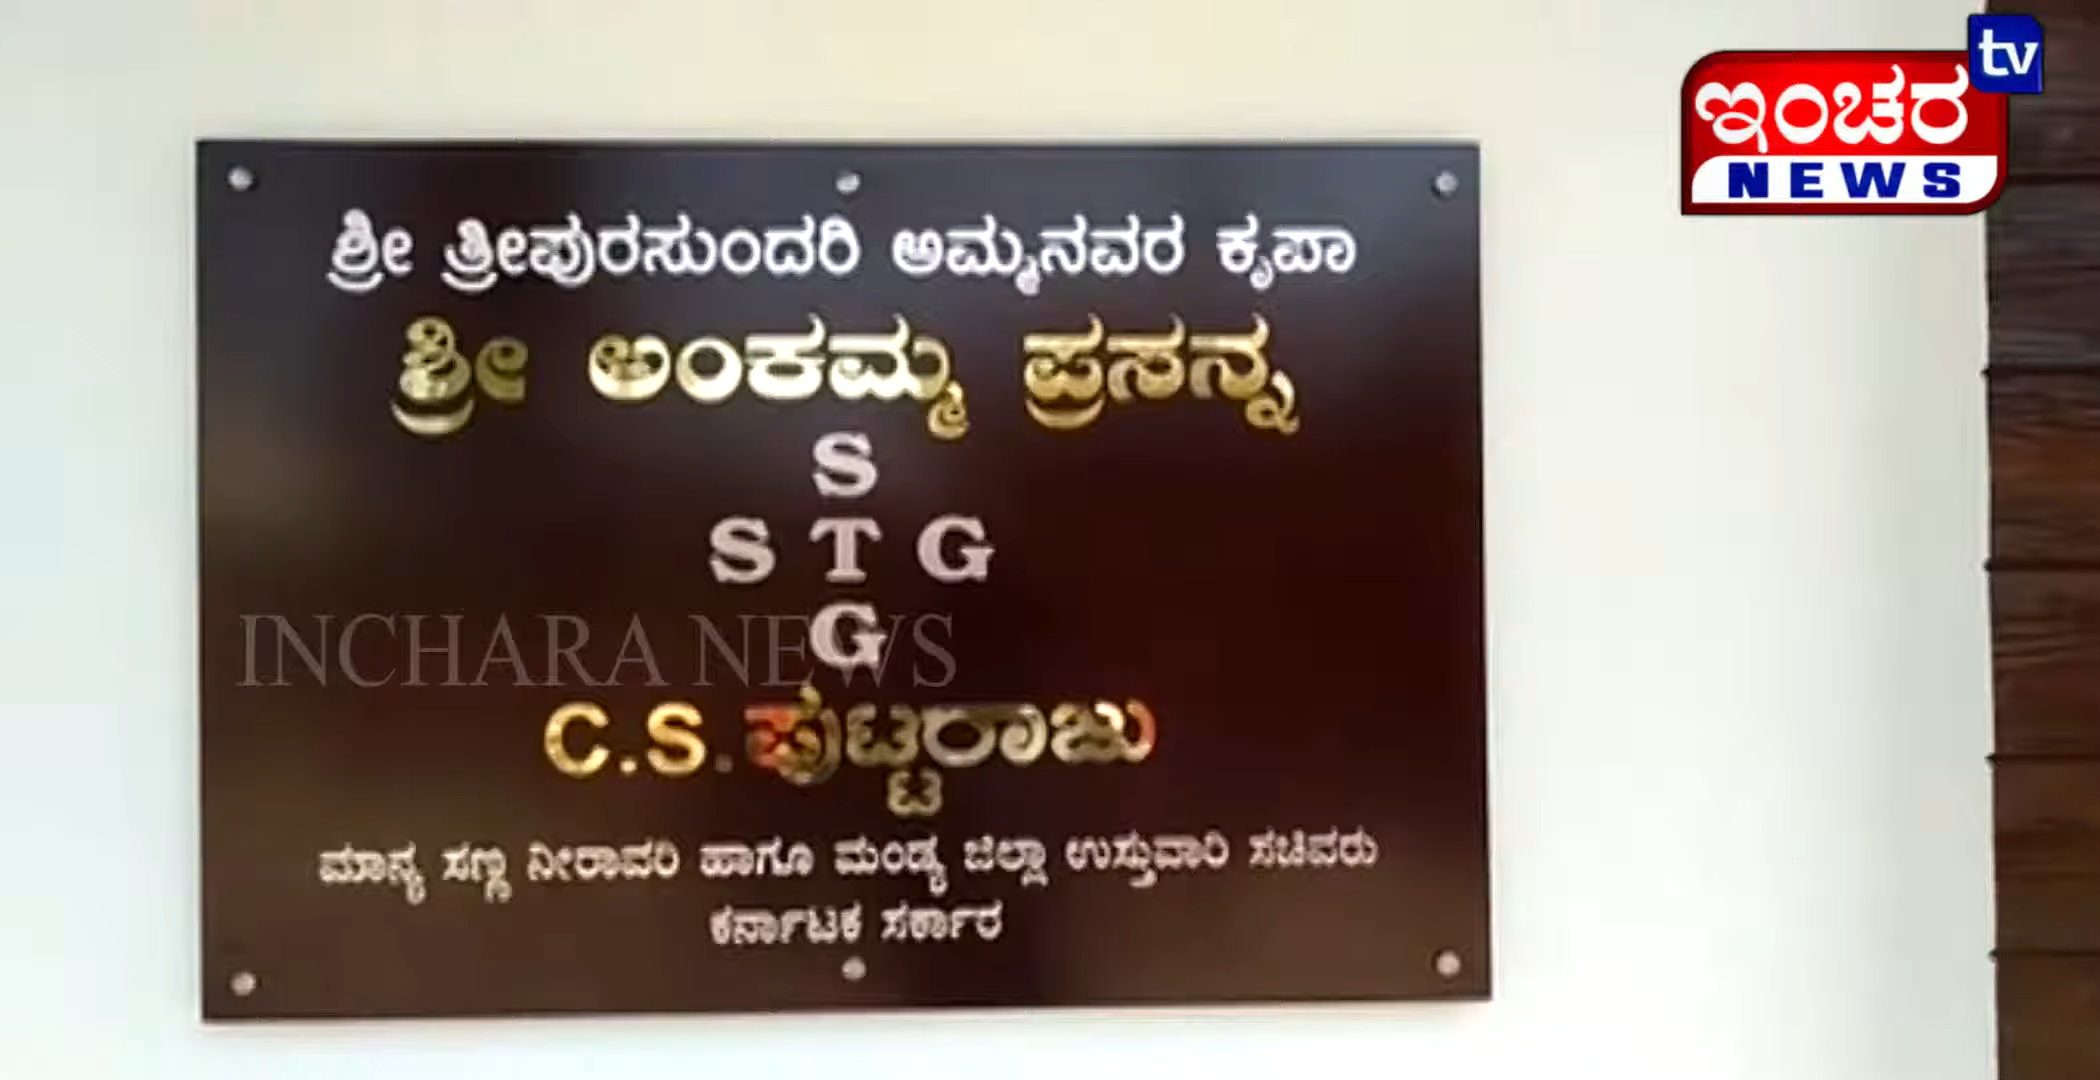 tv
ಇಂಚರ
NEWS
ಶ್ರೀ ತ್ರೀಪುರಸುಂದರಿ ಅಮ್ಮನವರ ಕೃಪಾ
ಶ್ರೀ ಅಂಕಮ್ಮ ಪ್ರಸನ್ನ
S
S T G
G
INCHARA NEWS
C.S. ಪುಟ್ಟರಾಜು
ಮಾನ್ಯ ಸಣ್ಣ ನೀರಾವರಿ ಹಾಗೂ ಮಂಡ್ಯ ಜಿಲ್ಲಾ ಉಸ್ತುವಾರಿ ಸಚಿವರು
ಕರ್ನಾಟಕ ಸರ್ಕಾರ